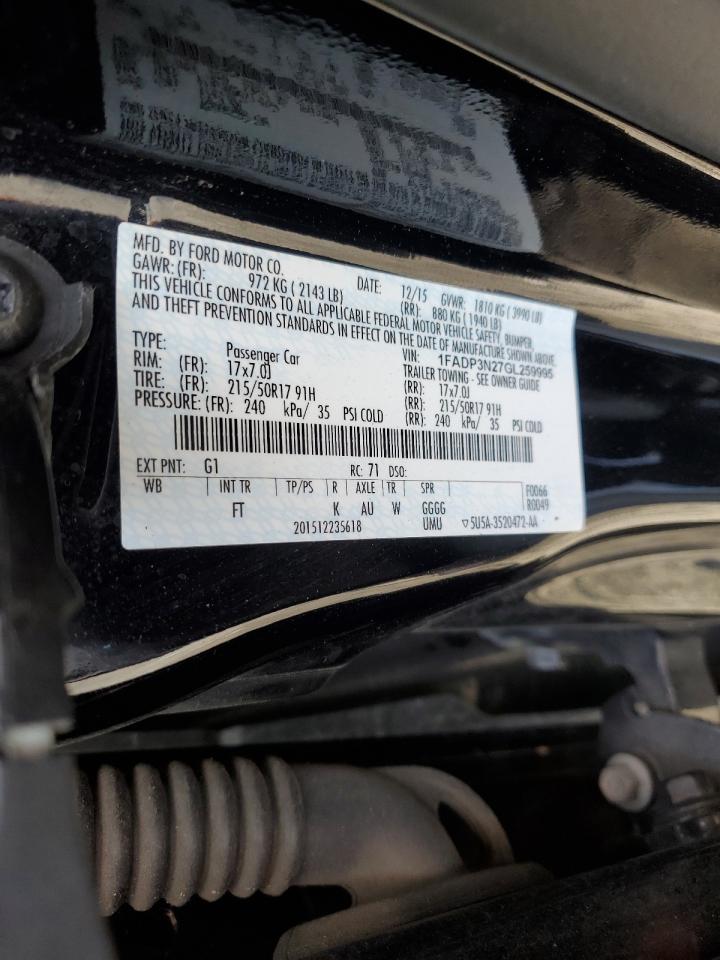 MFD. BY FORD MOTOR CO.
DATE: 12/15 GVWR: 1810 KG ( 3990 LB)
GAWR: (FR): 972 KG ( 2143 LB) (RR): 880 KG ( 1940 LB)
THIS VEHICLE CONFORMS TO ALL APPLICABLE FEDERAL MOTOR VEHICLE SAFETY, BUMPER,
AND THEFT PREVENTION STANDARDS IN EFFECT ON THE DATE OF MANUFACTURE SHOWN ABOVE.
VIN: 1FADP3N27GL259995
TYPE: Passenger Car TRAILER TOWING - SEE OWNER GUIDE
RIM: (FR): 17x7.0J (RR): 17x7.0J
TIRE: (FR): 215/50R17 91H (RR): 215/50R17 91H
PRESSURE: (FR): 240 kPa/ 35 PSI COLD (RR): 240 kPa/ 35 PSI COLD
EXT PNT: G1 RC: 71 DSO:
WB INT TR TP/PS R AXLE TR SPR F0066
FT K AU W GGGG R0049
201512235618 UMU ▽5U5A-3520472-AA